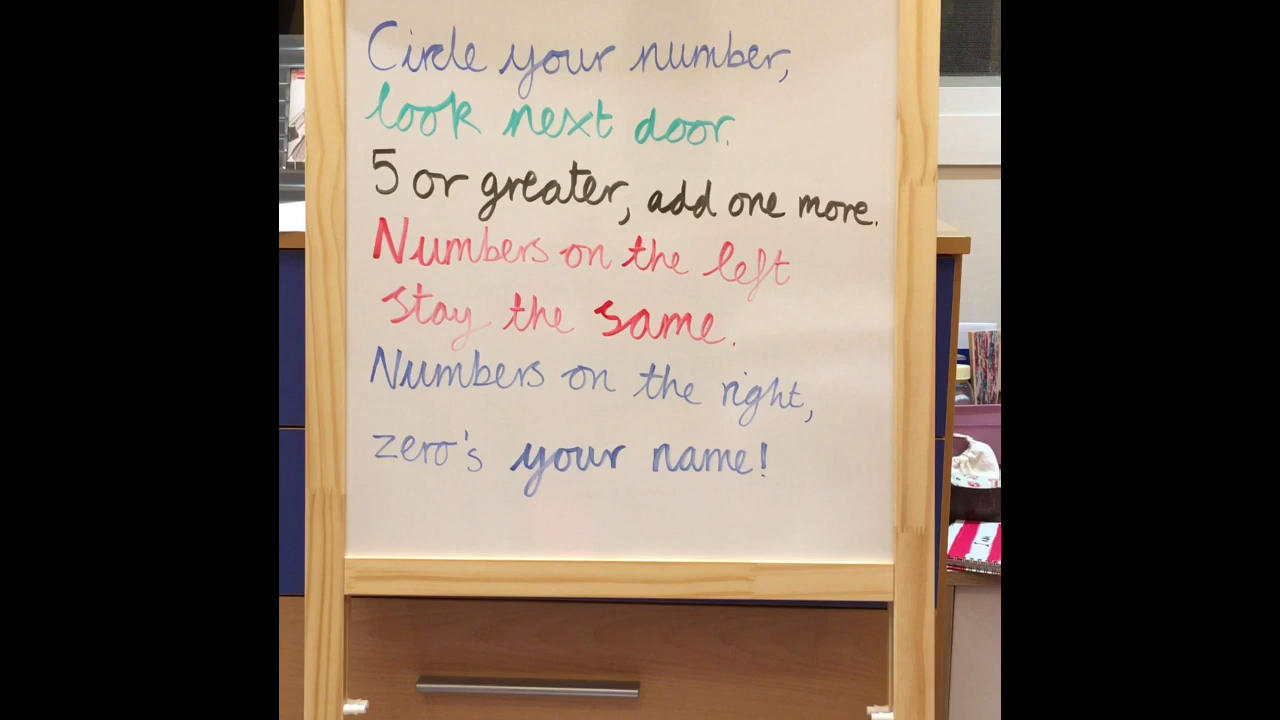 Circle your number,
look next door.
5 or greater, add one more.
Numbers on the left
stay the same.
Numbers on the right,
zero's your name!